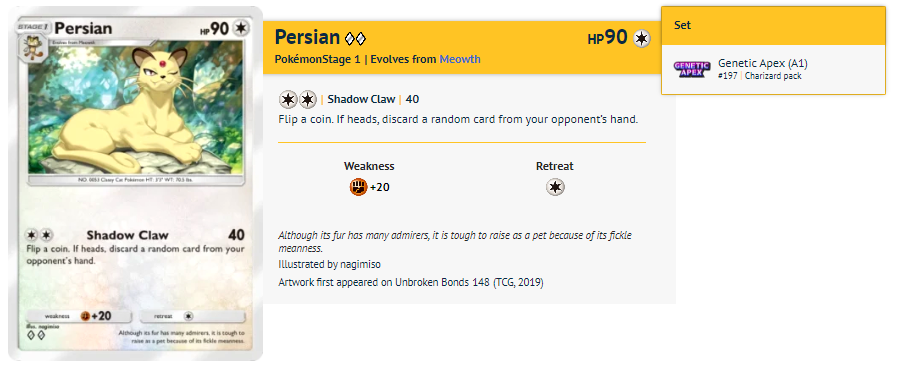 STAGE 1 Persian HP 90
Evolves from Meowth
NO. 0053 Classy Cat Pokémon HT: 3'3" WT: 70.5 lbs.
Shadow Claw 40
Flip a coin. If heads, discard a random card from your
opponent's hand.
weakness +20 retreat
Illus. nagimiso
Although its fur has many admirers, it is tough to
raise as a pet because of its fickle meanness.
Persian HP 90
PokémonStage 1 | Evolves from Meowth
| Shadow Claw | 40
Flip a coin. If heads, discard a random card from your opponent's hand.
Weakness Retreat
+20
Although its fur has many admirers, it is tough to raise as a pet because of its fickle
meanness.
Illustrated by nagimiso
Artwork first appeared on Unbroken Bonds 148 (TCG, 2019)
Set
GENETIC
APEX
Genetic Apex (A1)
#197 | Charizard pack